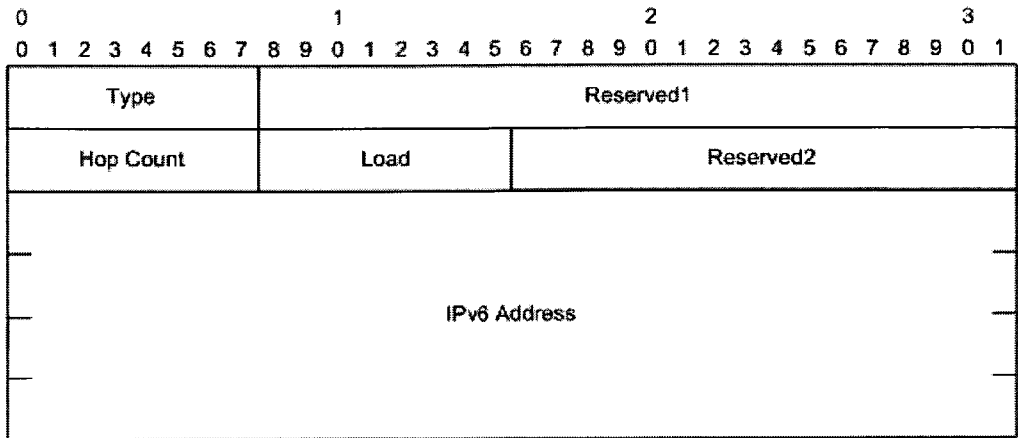 0 1 2 3
0 1 2 3 4 5 6 7 8 9 0 1 2 3 4 5 6 7 8 9 0 1 2 3 4 5 6 7 8 9 0 1
Type Reserved1
Hop Count Load Reserved2
IPv6 Address